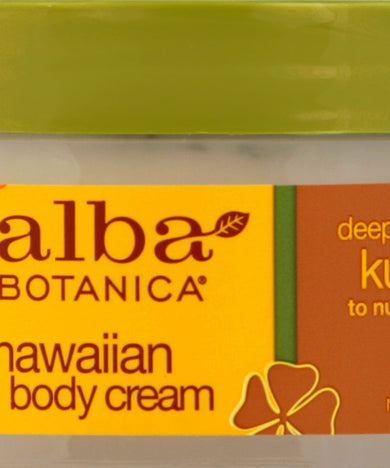 alba
BOTANICA®
hawaiian
body cream
deep
ku
to nu